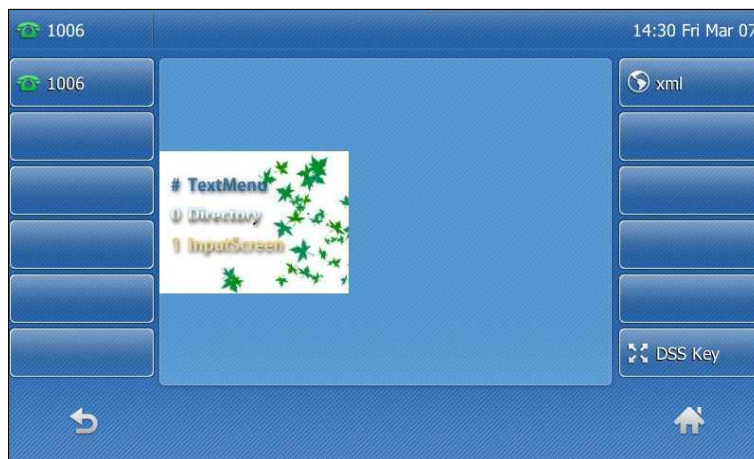 1006
14:30 Fri Mar 07
1006
xml
# TextMenu
0 Directory
1 InputScreen
DSS Key